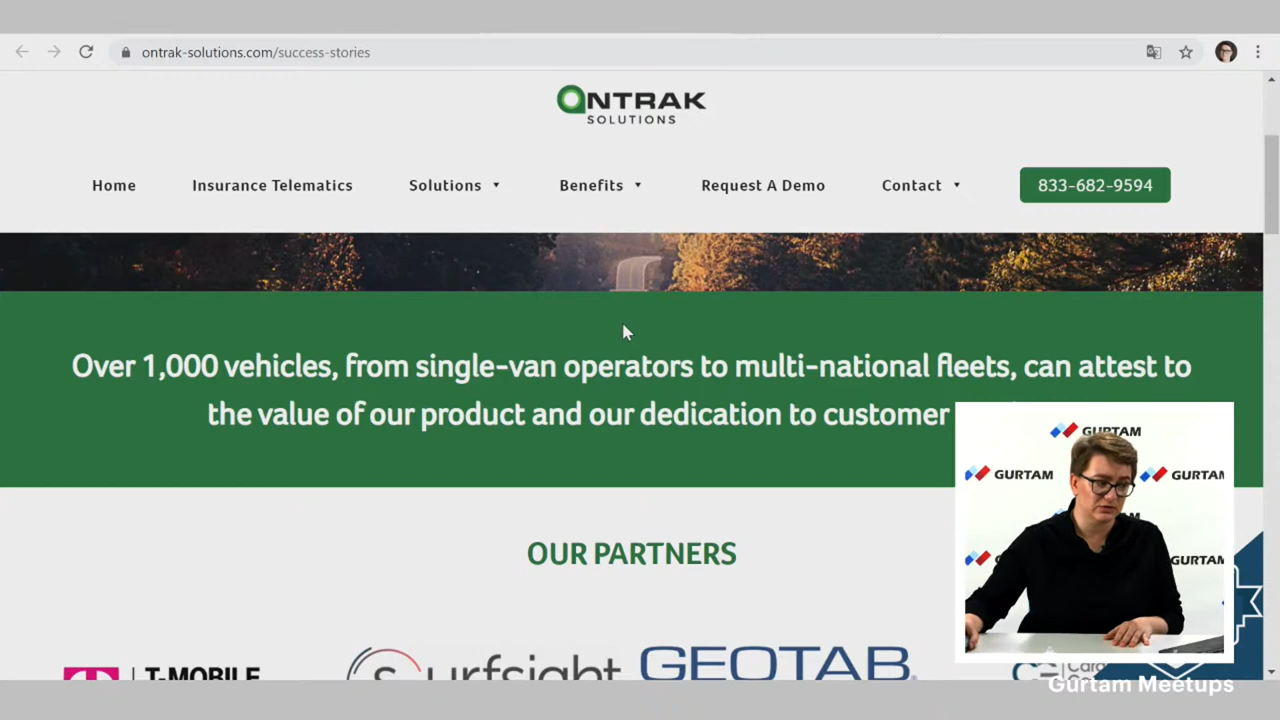 ontrak-solutions.com/success-stories
ONTRAK
SOLUTIONS
Home Insurance Telematics Solutions Benefits Request A Demo Contact 833-682-9594
Over 1,000 vehicles, from single-van operators to multi-national fleets, can attest to
the value of our product and our dedication to customer
OUR PARTNERS
T T-MOBILE surfsight GEOTAB
GURTAM
GURTAM GURTAM
GURTAM
Gurtam Meetups